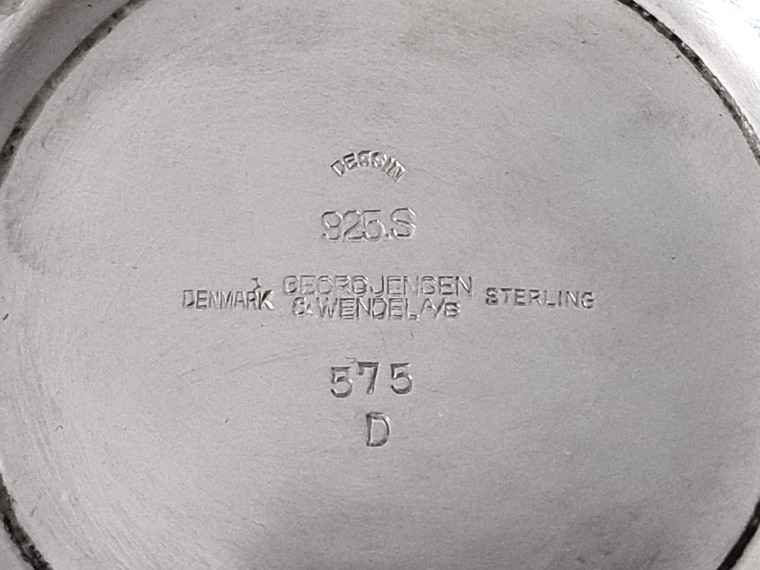 DESSIN
925.S
DENMARK GEORG JENSEN & WENDEL A/S STERLING
575
D